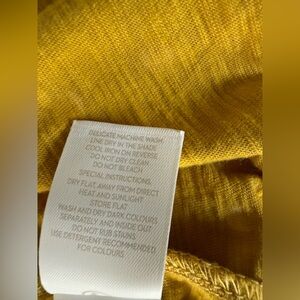 DELICATE MACHINE WASH
LINE DRY IN THE SHADE
COOL IRON ON REVERSE
DO NOT DRY CLEAN
DO NOT BLEACH
SPECIAL INSTRUCTIONS:
DRY FLAT AWAY FROM DIRECT
HEAT AND SUNLIGHT
STORE FLAT
WASH AND DRY DARK COLOURS
SEPARATELY AND INSIDE OUT
DO NOT RUB STAINS
USE DETERGENT RECOMMENDED
FOR COLOURS